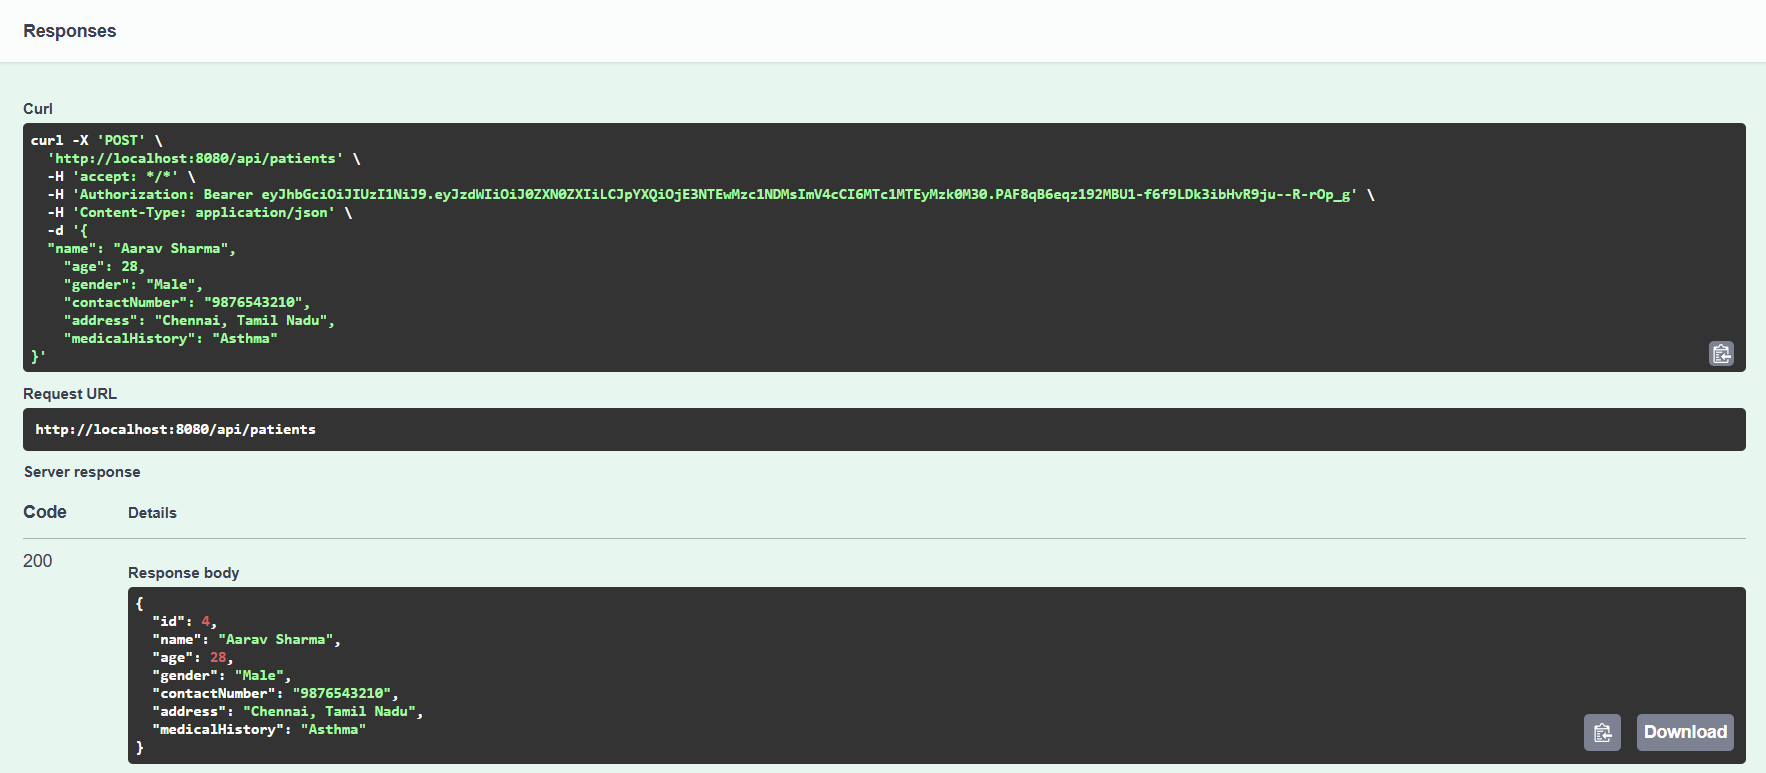 Responses
Curl
curl -X 'POST' \
  'http://localhost:8080/api/patients' \
  -H 'accept: */*' \
  -H 'Authorization: Bearer eyJhbGciOiJIUzI1NiJ9.eyJzdWIiOiJ0ZXN0ZXIiLCJpYXQiOjE3NTEwMzc1NDMsImV4cCI6MTc1MTEyMzk0M30.PAF8qB6eqz192MBU1-f6f9LDk3ibHvR9ju--R-rOp_g' \
  -H 'Content-Type: application/json' \
  -d '{
  "name": "Aarav Sharma",
    "age": 28,
    "gender": "Male",
    "contactNumber": "9876543210",
    "address": "Chennai, Tamil Nadu",
    "medicalHistory": "Asthma"
}'
Request URL
http://localhost:8080/api/patients
Server response
Code Details
200
Response body
{
  "id": 4,
  "name": "Aarav Sharma",
  "age": 28,
  "gender": "Male",
  "contactNumber": "9876543210",
  "address": "Chennai, Tamil Nadu",
  "medicalHistory": "Asthma"
}
Download